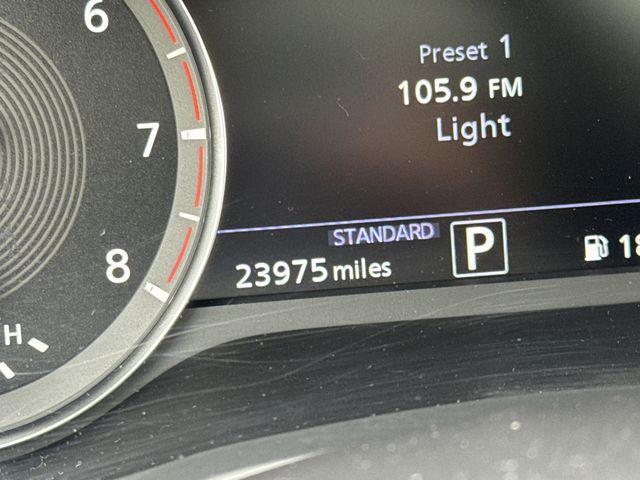 6
7
8
H
Preset 1
105.9 FM
Light
STANDARD
23975 miles
P